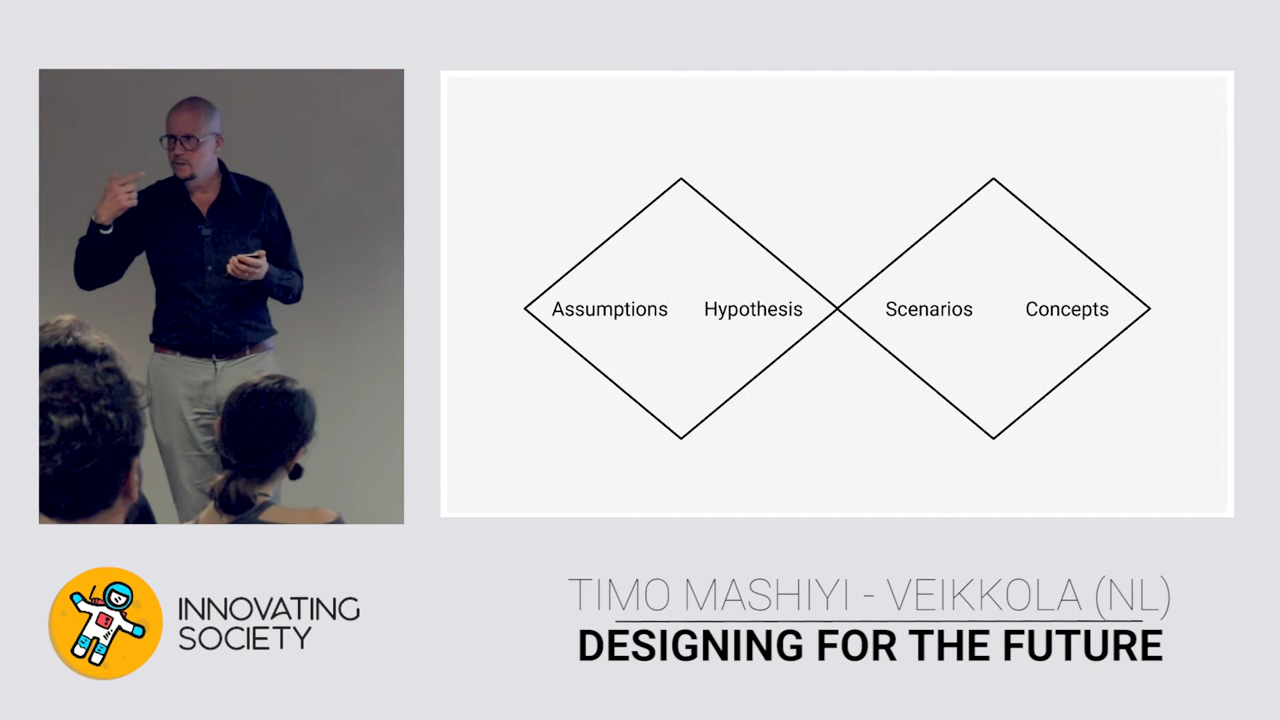 Assumptions Hypothesis Scenarios Concepts
INNOVATING
SOCIETY
TIMO MASHIYI - VEIKKOLA (NL)
DESIGNING FOR THE FUTURE